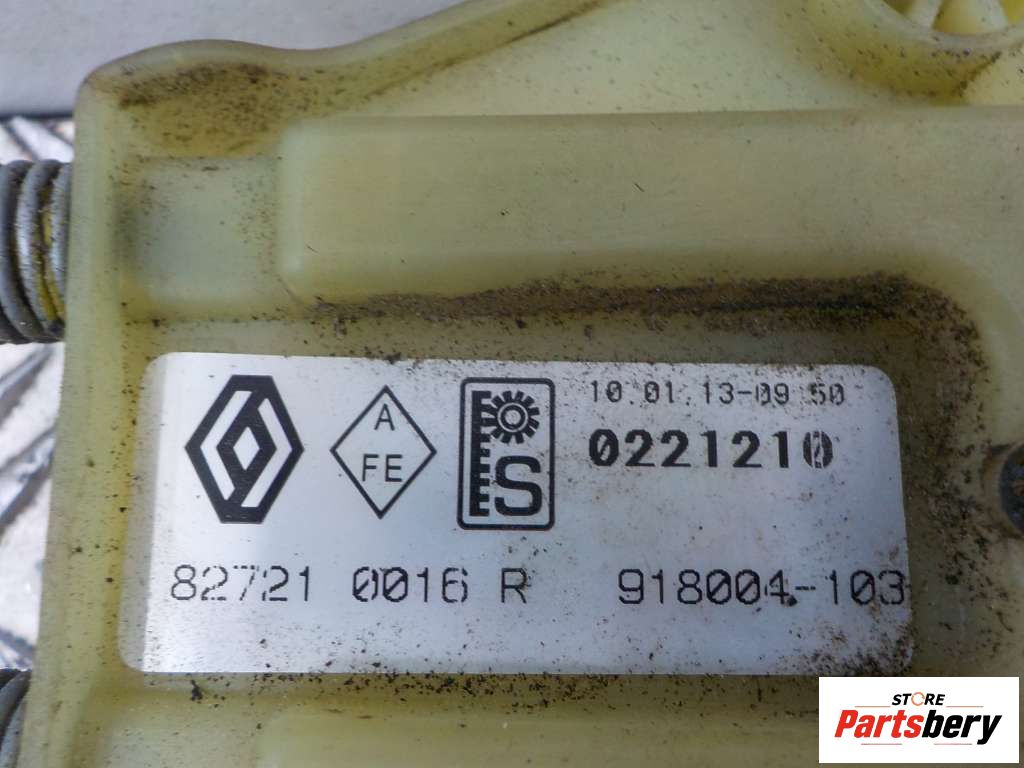 10.01.13-09 50
A
FE
S
0221210
82721 0016 R 918004-103
STORE
Partsbery